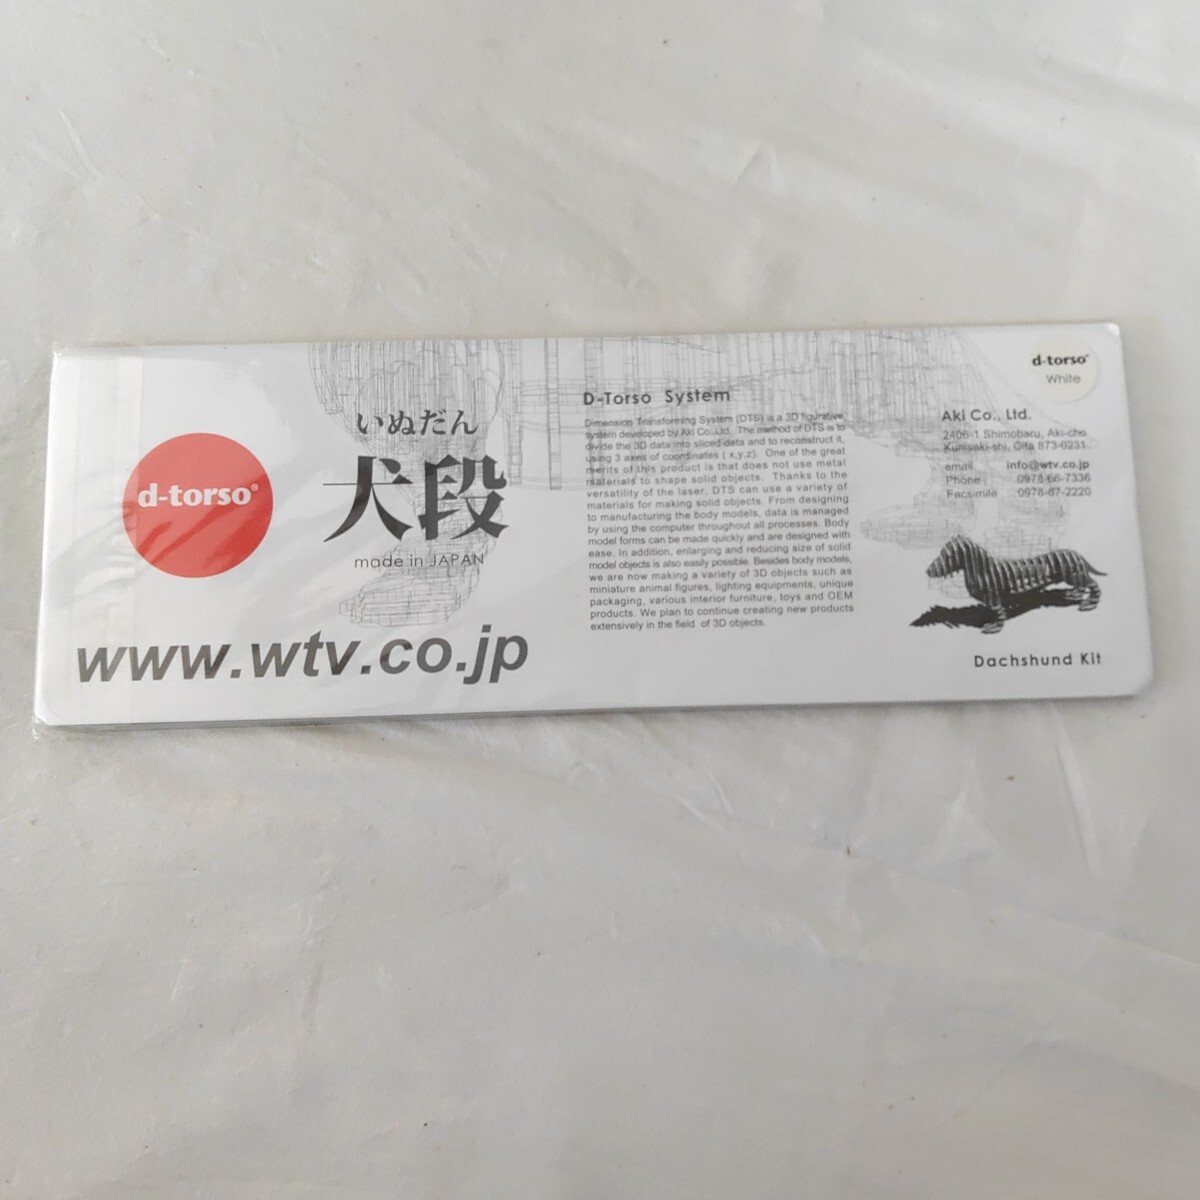 d-torso®
いぬだん
犬段
made in JAPAN
www.wtv.co.jp
D-Torso System
Dimension Transforming System (DTS) is a 3D figurative
system developed by Aki Co.,Ltd. The method of DTS is to
divide the 3D data into sliced data and to reconstruct it,
using 3 axes of coordinates ( x,y,z). One of the great
merits of this product is that does not use metal
materials to shape solid objects. Thanks to the
versatility of the laser, DTS can use a variety of
materials for making solid objects. From designing
to manufacturing the body models, data is managed
by using the computer throughout all processes. Body
model forms can be made quickly and are designed with
ease. In addition, enlarging and reducing size of solid
model objects is also easily possible. Besides body models,
we are now making a variety of 3D objects such as
miniature animal figures, lighting equipments, unique
packaging, various interior furniture, toys and OEM
products. We plan to continue creating new products
extensively in the field of 3D objects.
d-torso®
White
Aki Co., Ltd.
2406-1 Shimobaru, Aki-cho
Kunisaki-shi, Oita 873-0231
email info@wtv.co.jp
Phone 0978-66-7336
Facsimile 0978-67-2220
Dachshund Kit